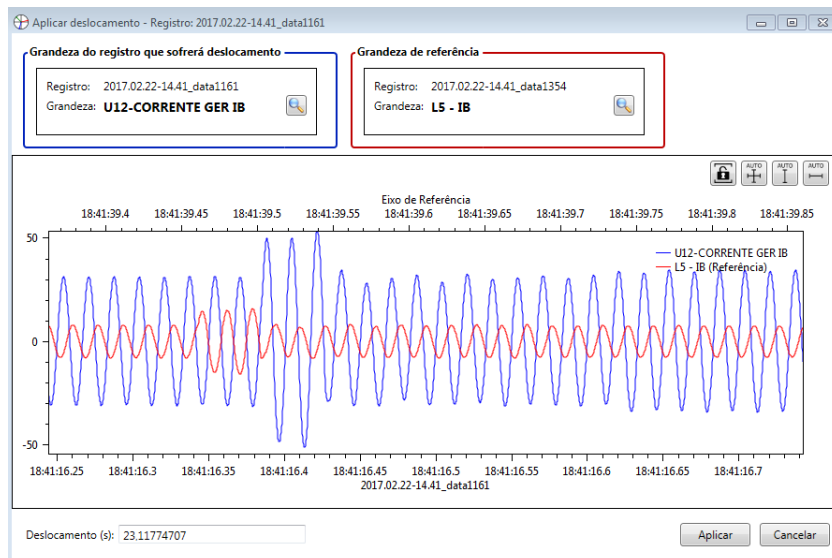 Aplicar deslocamento - Registro: 2017.02.22-14.41_data1161
Grandeza do registro que sofrerá deslocamento
Registro: 2017.02.22-14.41_data1161
Grandeza: U12-CORRENTE GER IB
Grandeza de referência
Registro: 2017.02.22-14.41_data1354
Grandeza: L5 - IB
AUTO AUTO AUTO
Eixo de Referência
18:41:39.4 18:41:39.45 18:41:39.5 18:41:39.55 18:41:39.6 18:41:39.65 18:41:39.7 18:41:39.75 18:41:39.8 18:41:39.85
50
U12-CORRENTE GER IB
L5 - IB (Referência)
0
-50
18:41:16.25 18:41:16.3 18:41:16.35 18:41:16.4 18:41:16.45 18:41:16.5 18:41:16.55 18:41:16.6 18:41:16.65 18:41:16.7
2017.02.22-14.41_data1161
Deslocamento (s): 23,11774707
Aplicar Cancelar